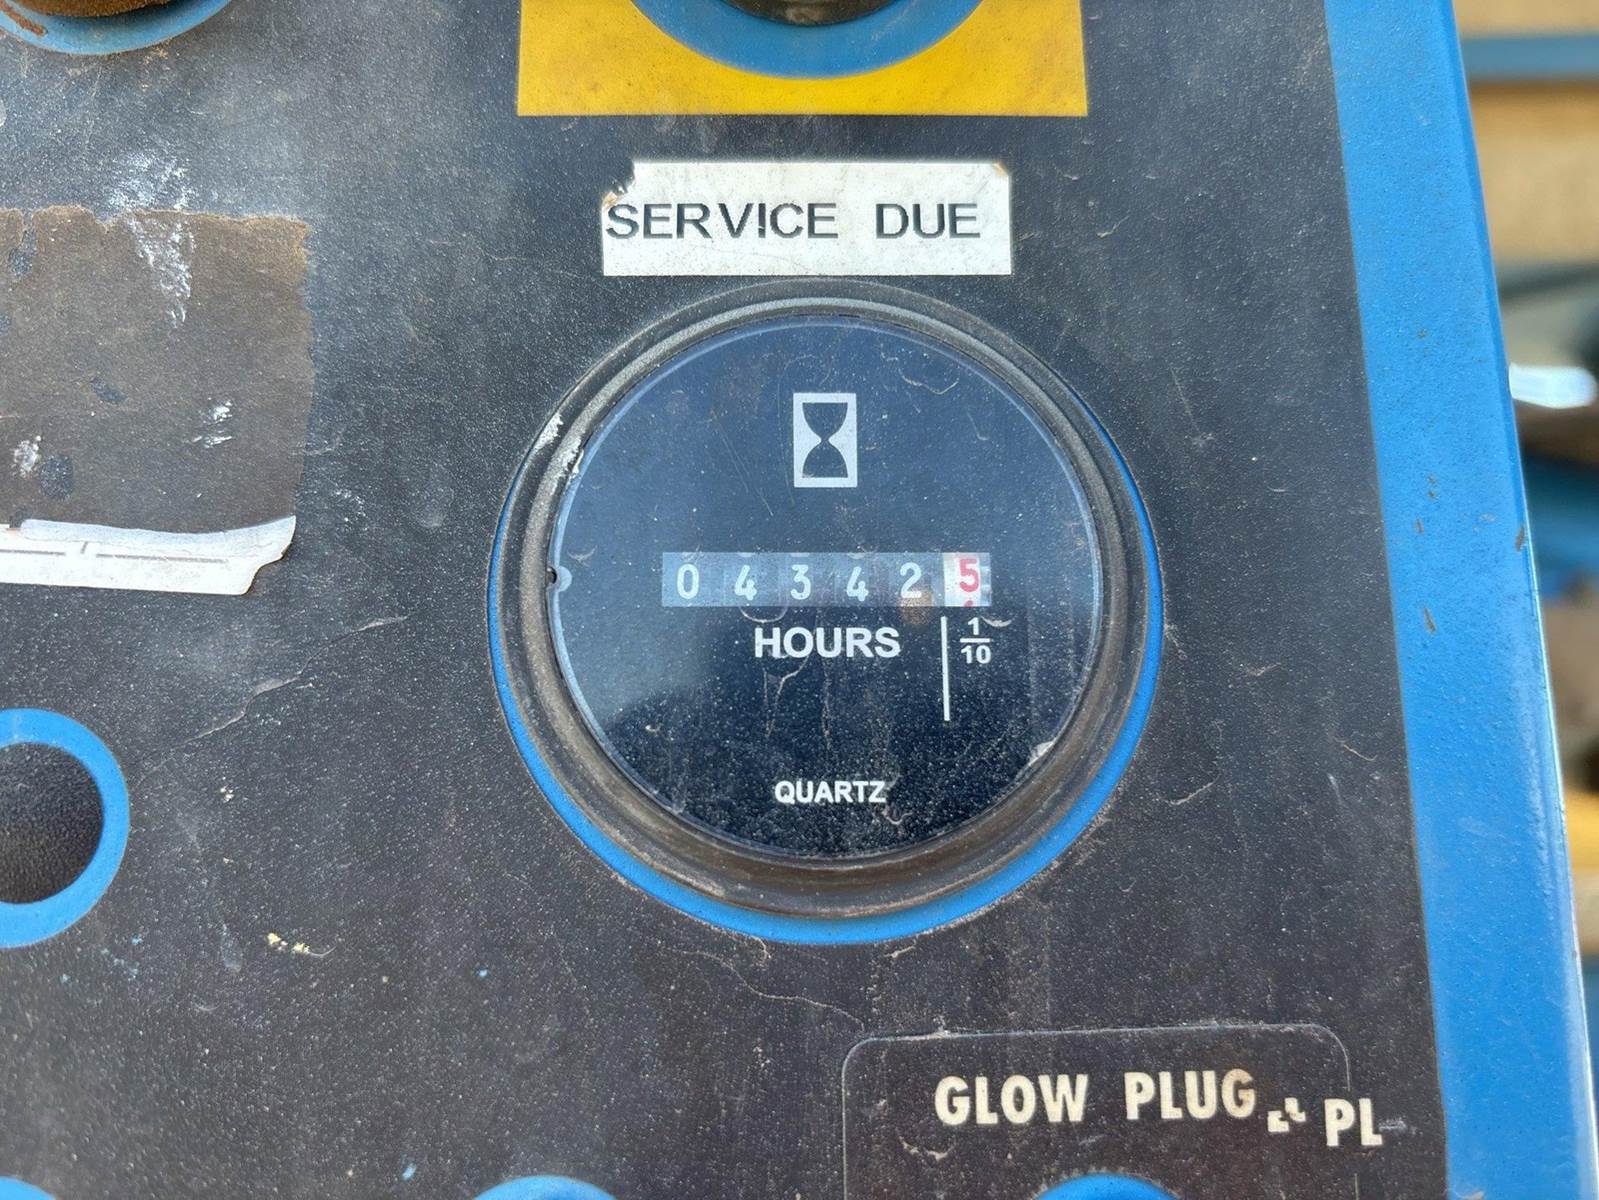 SERVICE DUE
043425
HOURS
1/10
QUARTZ
GLOW PLUG
PL